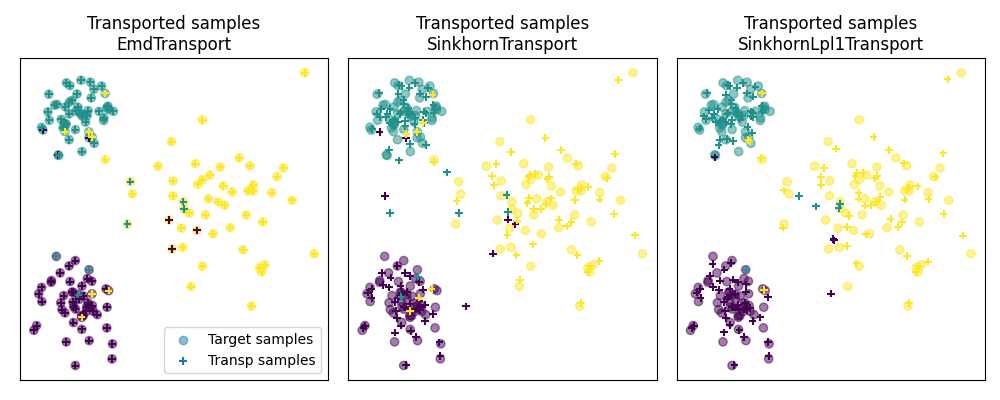 Transported samples
EmdTransport
Transported samples
SinkhornTransport
Transported samples
SinkhornLpl1Transport
Target samples
Transp samples